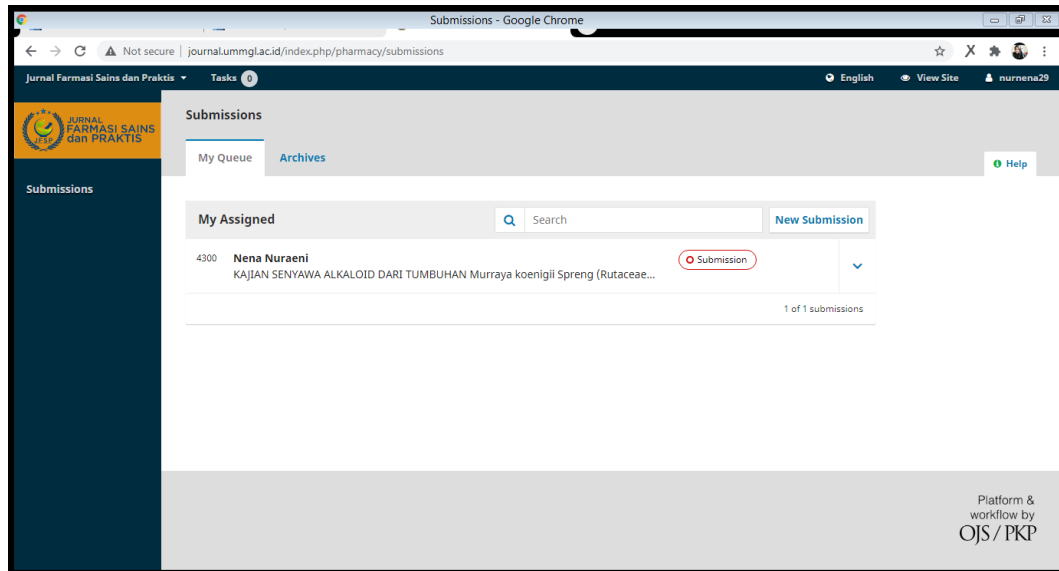 Submissions - Google Chrome
Not secure | journal.ummgl.ac.id/index.php/pharmacy/submissions
Jurnal Farmasi Sains dan Praktis Tasks 0 English View Site nurnena29
JURNAL
FARMASI SAINS
dan PRAKTIS
JFSP
Submissions
My Queue Archives
Help
Submissions
My Assigned Search New Submission
4300 Nena Nuraeni Submission
KAJIAN SENYAWA ALKALOID DARI TUMBUHAN Murraya koenigii Spreng (Rutaceae...
1 of 1 submissions
Platform &
workflow by
OJS / PKP